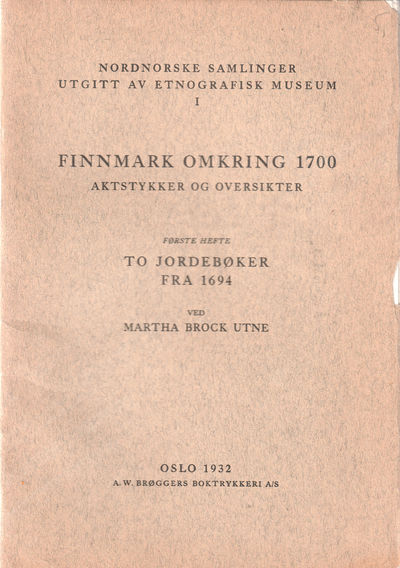 NORDNORSKE SAMLINGER
UTGITT AV ETNOGRAFISK MUSEUM
I
FINNMARK OMKRING 1700
AKTSTYKKER OG OVERSIKTER
FØRSTE HEFTE
TO JORDEBØKER
FRA 1694
VED
MARTHA BROCK UTNE
OSLO 1932
A. W. BRØGGERS BOKTRYKKERI A/S